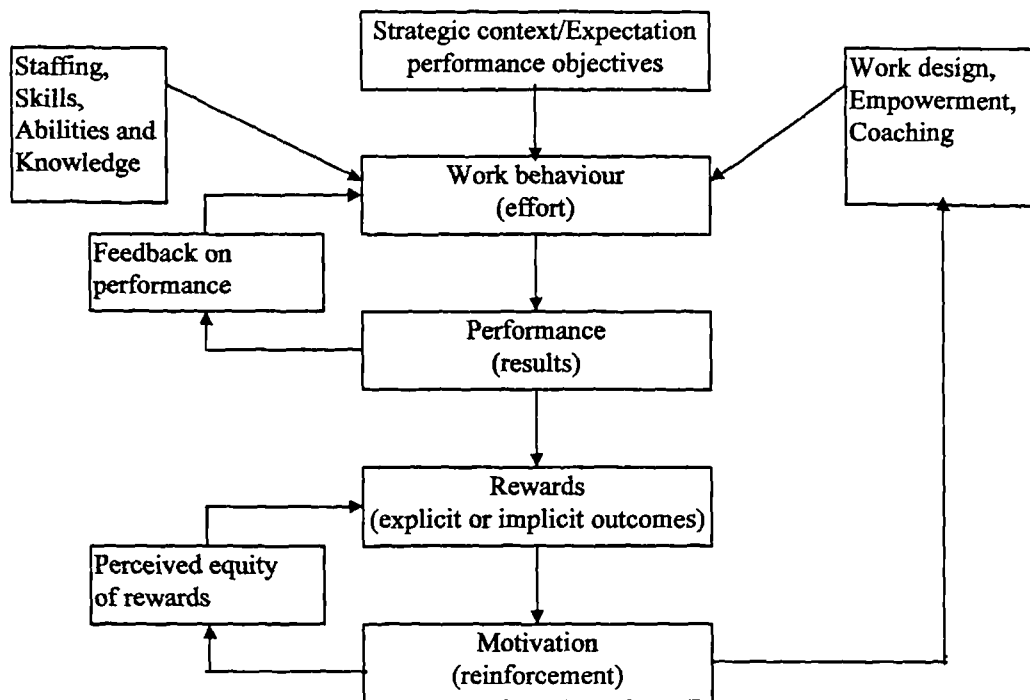 Strategic context/Expectation
performance objectives
Staffing,
Skills,
Abilities and
Knowledge
Work design,
Empowerment,
Coaching
Work behaviour
(effort)
Feedback on
performance
Performance
(results)
Rewards
(explicit or implicit outcomes)
Perceived equity
of rewards
Motivation
(reinforcement)